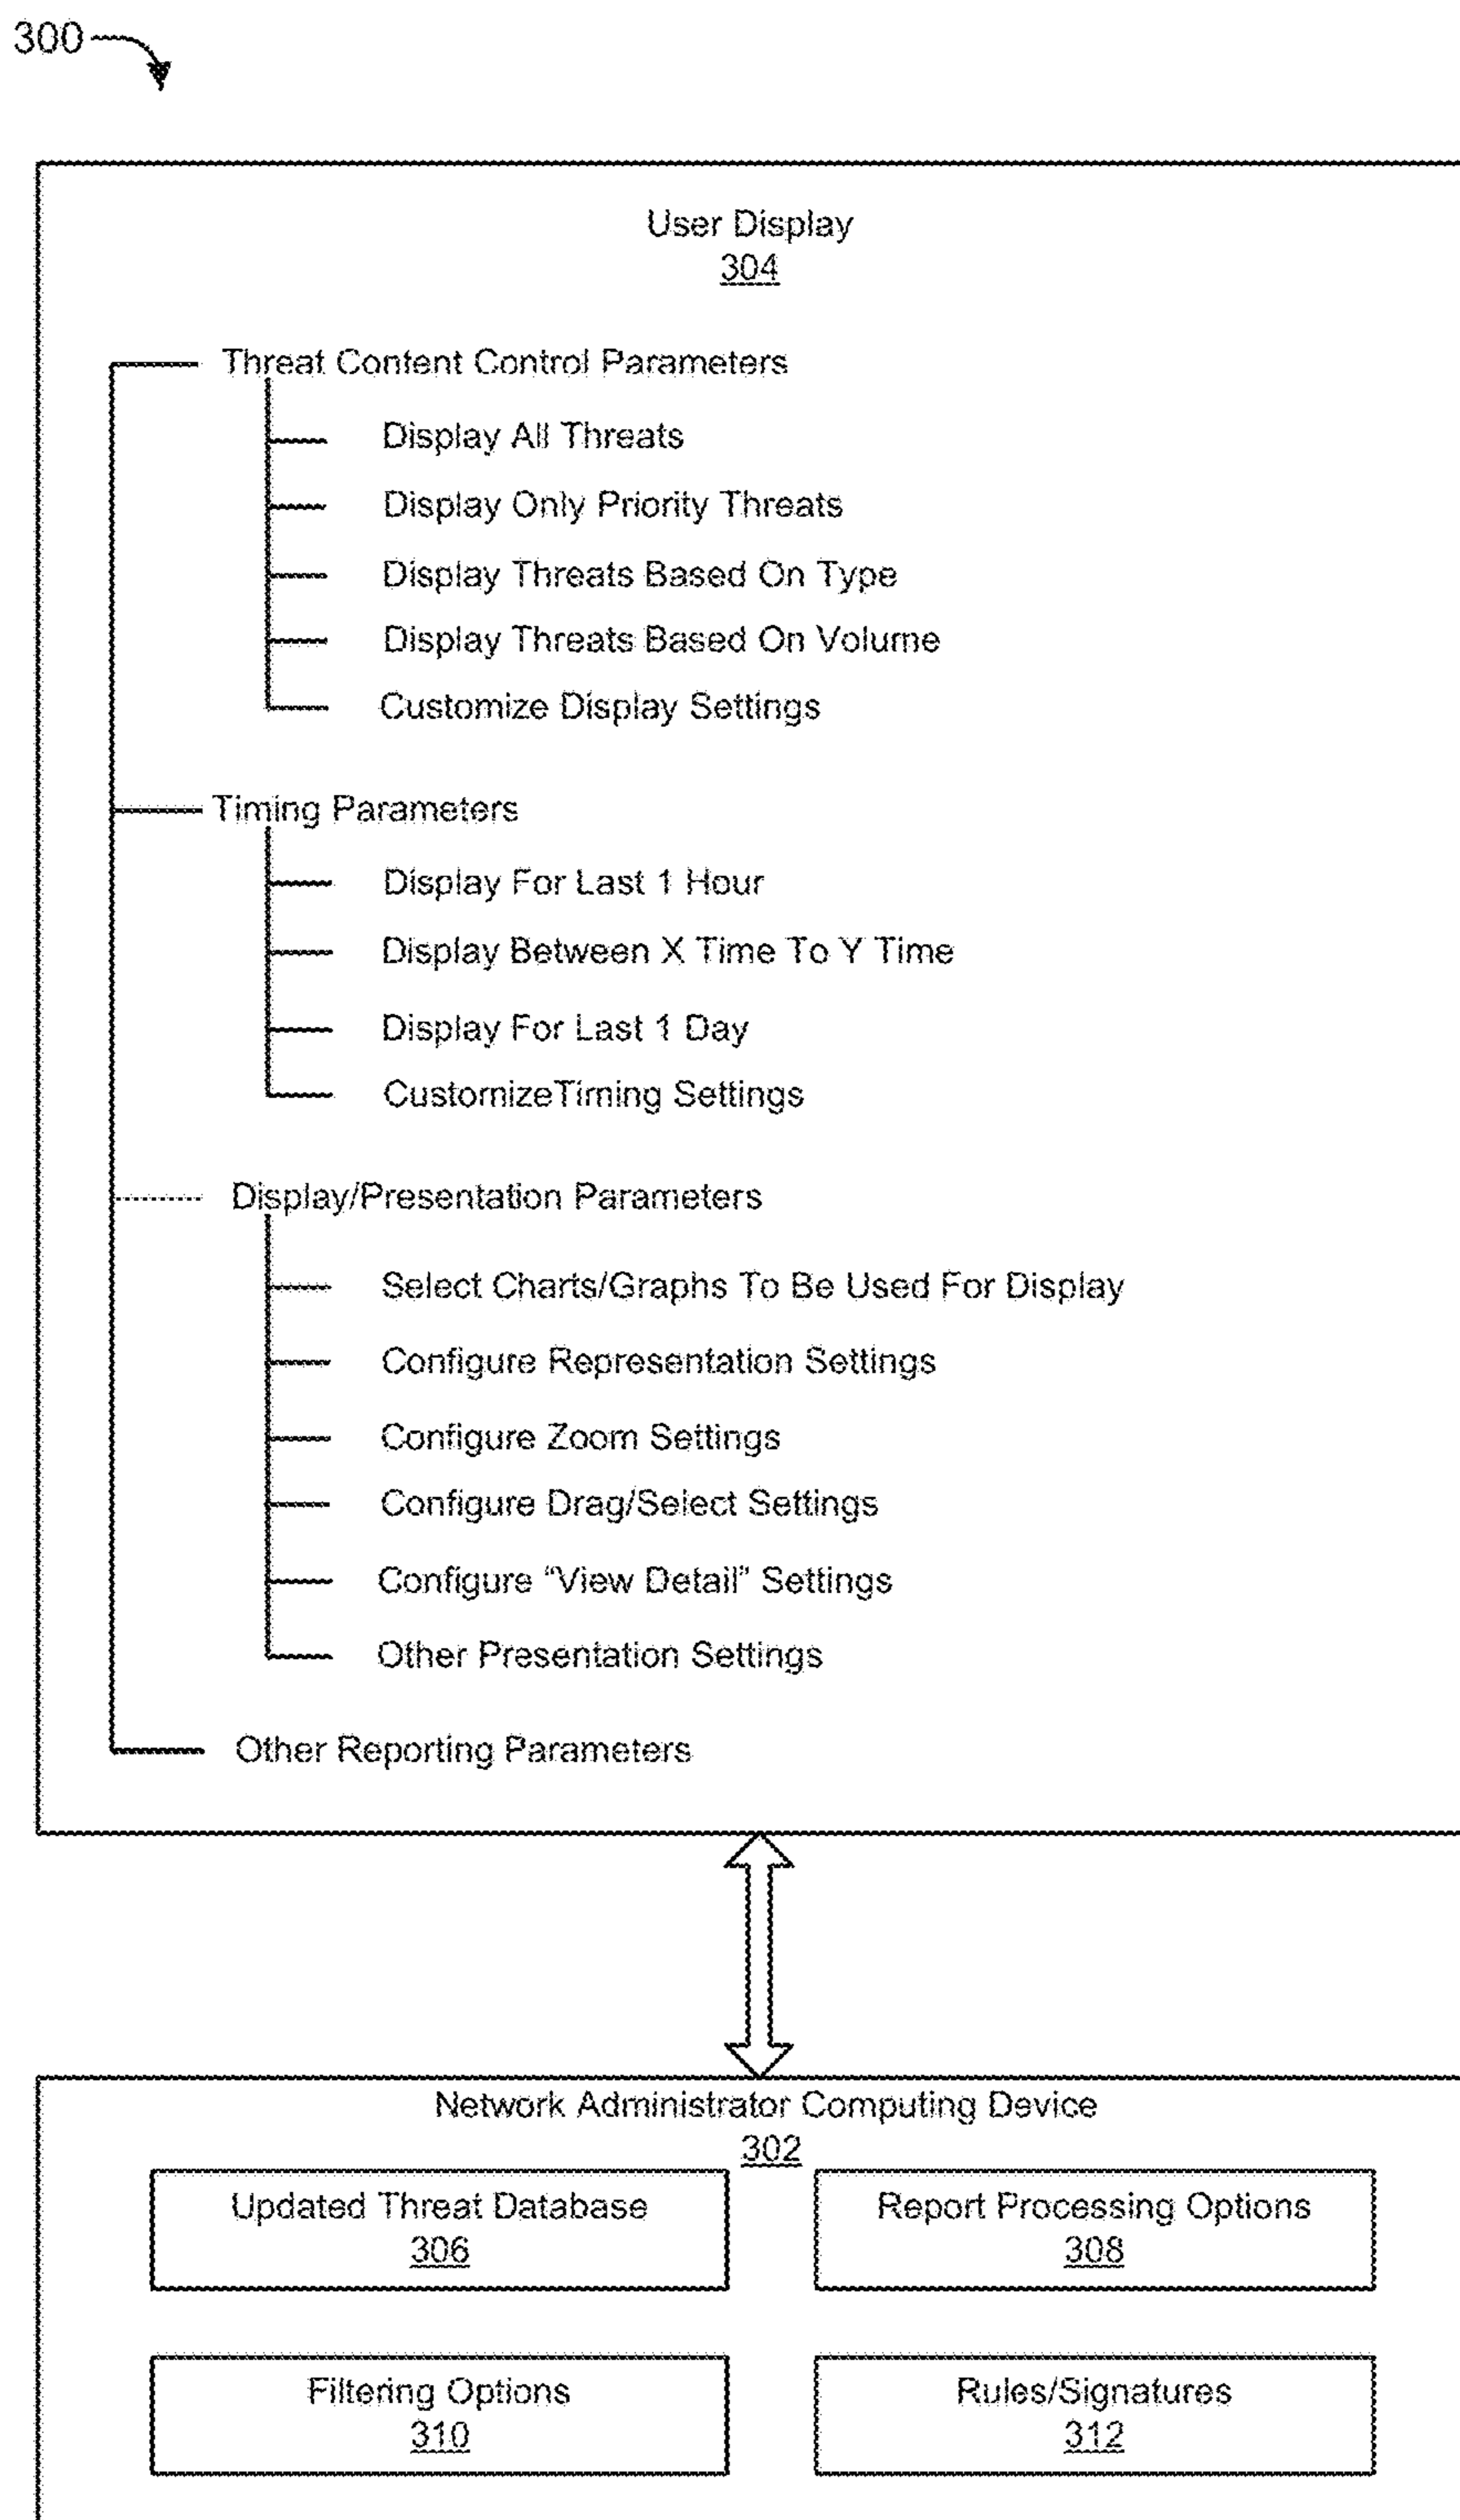 300
User Display
304
Threat Content Control Parameters
Display All Threats
Display Only Priority Threats
Display Threats Based On Type
Display Threats Based On Volume
Customize Display Settings
Timing Parameters
Display For Last 1 Hour
Display Between X Time To Y Time
Display For Last 1 Day
CustomizeTiming Settings
Display/Presentation Parameters
Select Charts/Graphs To Be Used For Display
Configure Representation Settings
Configure Zoom Settings
Configure Drag/Select Settings
Configure “View Detail” Settings
Other Presentation Settings
Other Reporting Parameters
Network Administrator Computing Device
302
Updated Threat Database
306
Report Processing Options
308
Filtering Options
310
Rules/Signatures
312